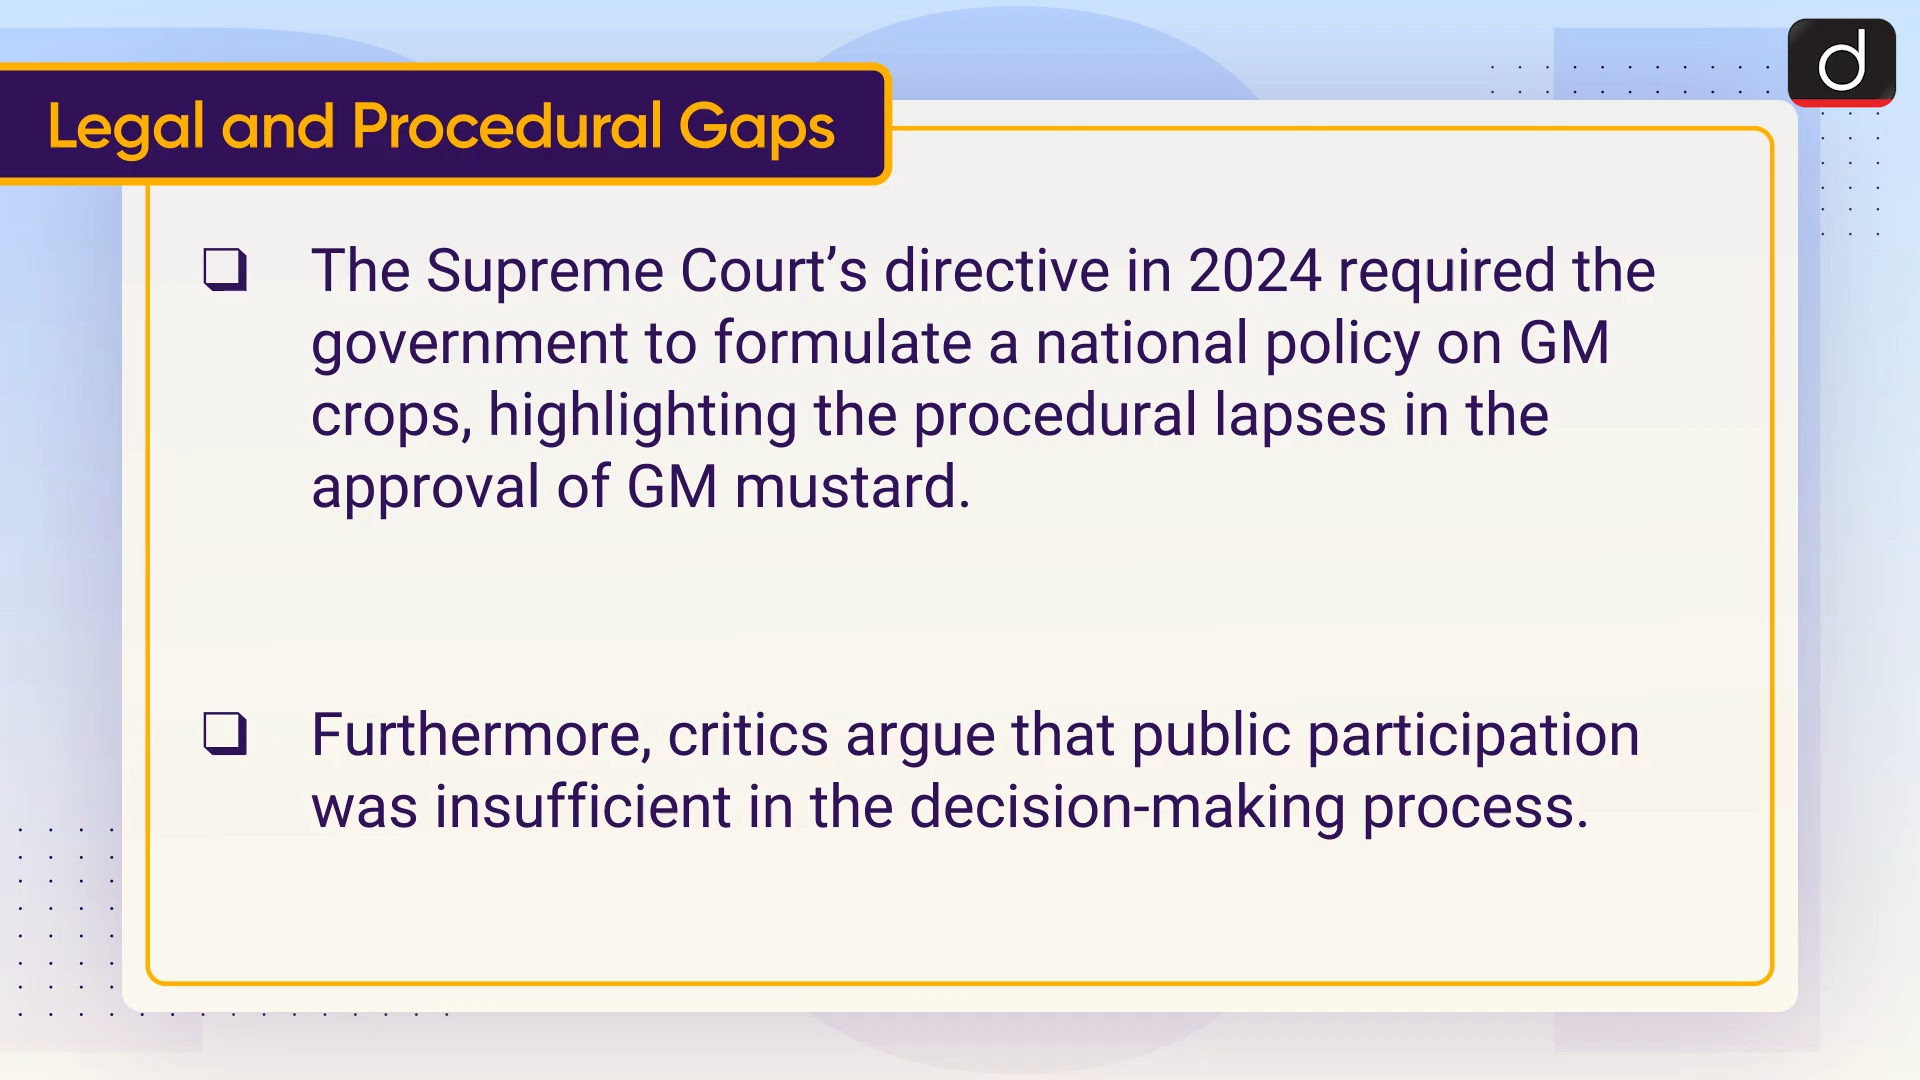 Legal and Procedural Gaps
d
❑ The Supreme Court’s directive in 2024 required the
government to formulate a national policy on GM
crops, highlighting the procedural lapses in the
approval of GM mustard.
❑ Furthermore, critics argue that public participation
was insufficient in the decision-making process.